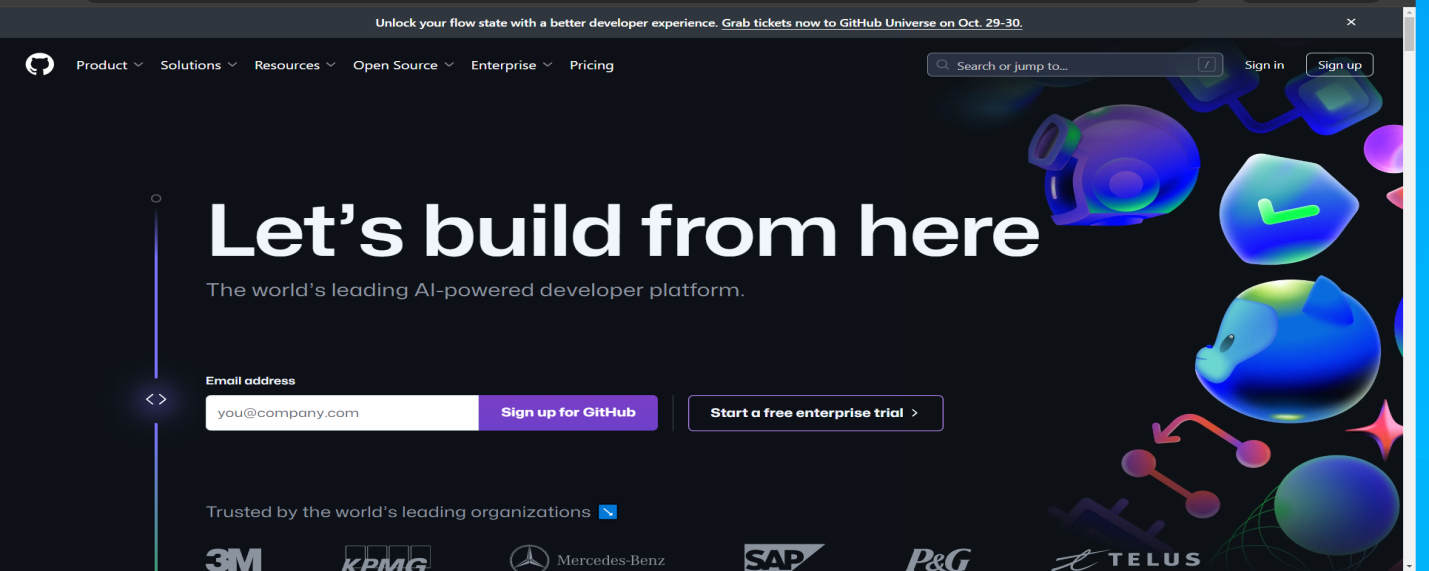 Unlock your flow state with a better developer experience. Grab tickets now to GitHub Universe on Oct. 29-30.
Product Solutions Resources Open Source Enterprise Pricing Search or jump to... / Sign in Sign up
Let’s build from here
The world’s leading AI-powered developer platform.
Email address
you@company.com Sign up for GitHub Start a free enterprise trial
Trusted by the world’s leading organizations
3M KPMG Mercedes-Benz SAP P&G TELUS